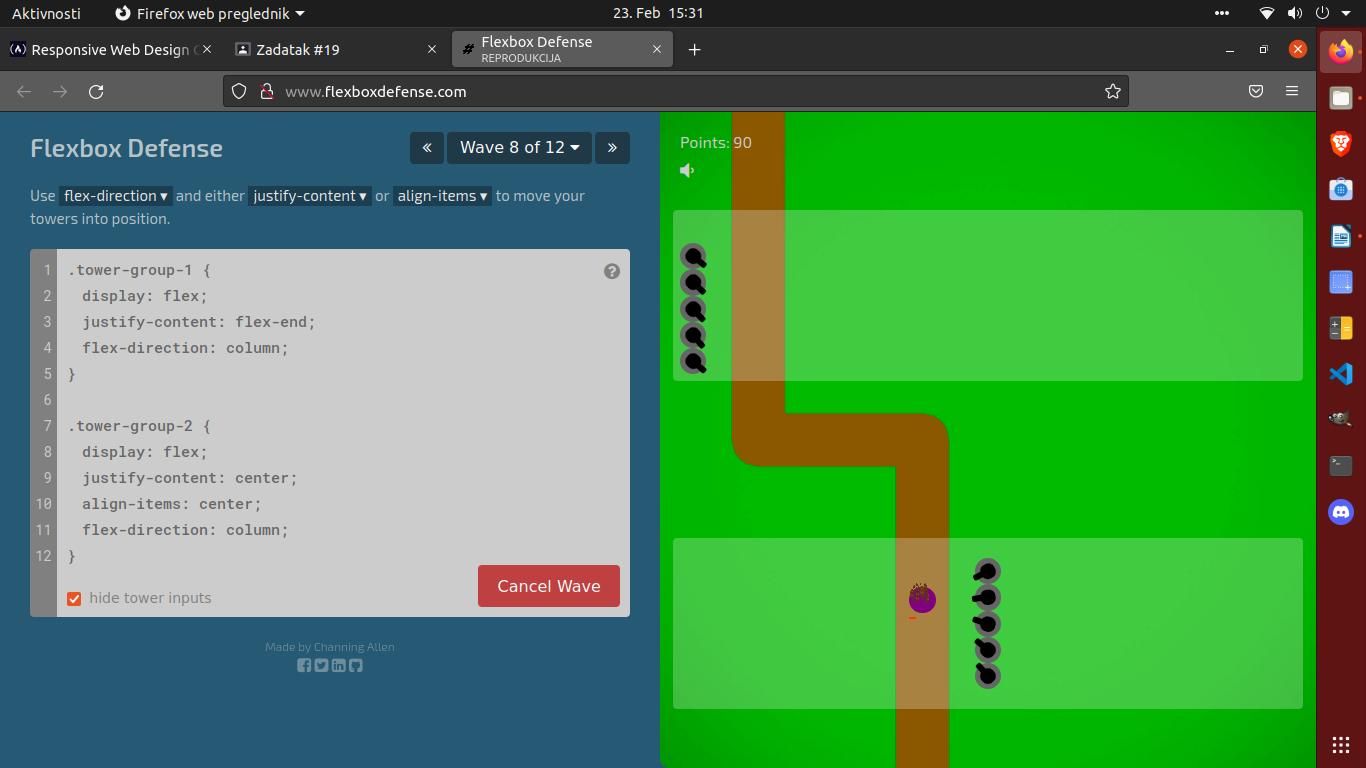 Aktivnosti Firefox web preglednik 23. Feb 15:31
Responsive Web Design Zadatak #19 Flexbox Defense
REPRODUKCIJA
www.flexboxdefense.com
Flexbox Defense « Wave 8 of 12 »
Use flex-direction and either justify-content or align-items to move your
towers into position.
1 .tower-group-1 {
2 display: flex;
3 justify-content: flex-end;
4 flex-direction: column;
5 }
6
7 .tower-group-2 {
8 display: flex;
9 justify-content: center;
10 align-items: center;
11 flex-direction: column;
12 }
hide tower inputs
Cancel Wave
Made by Channing Allen
Points: 90